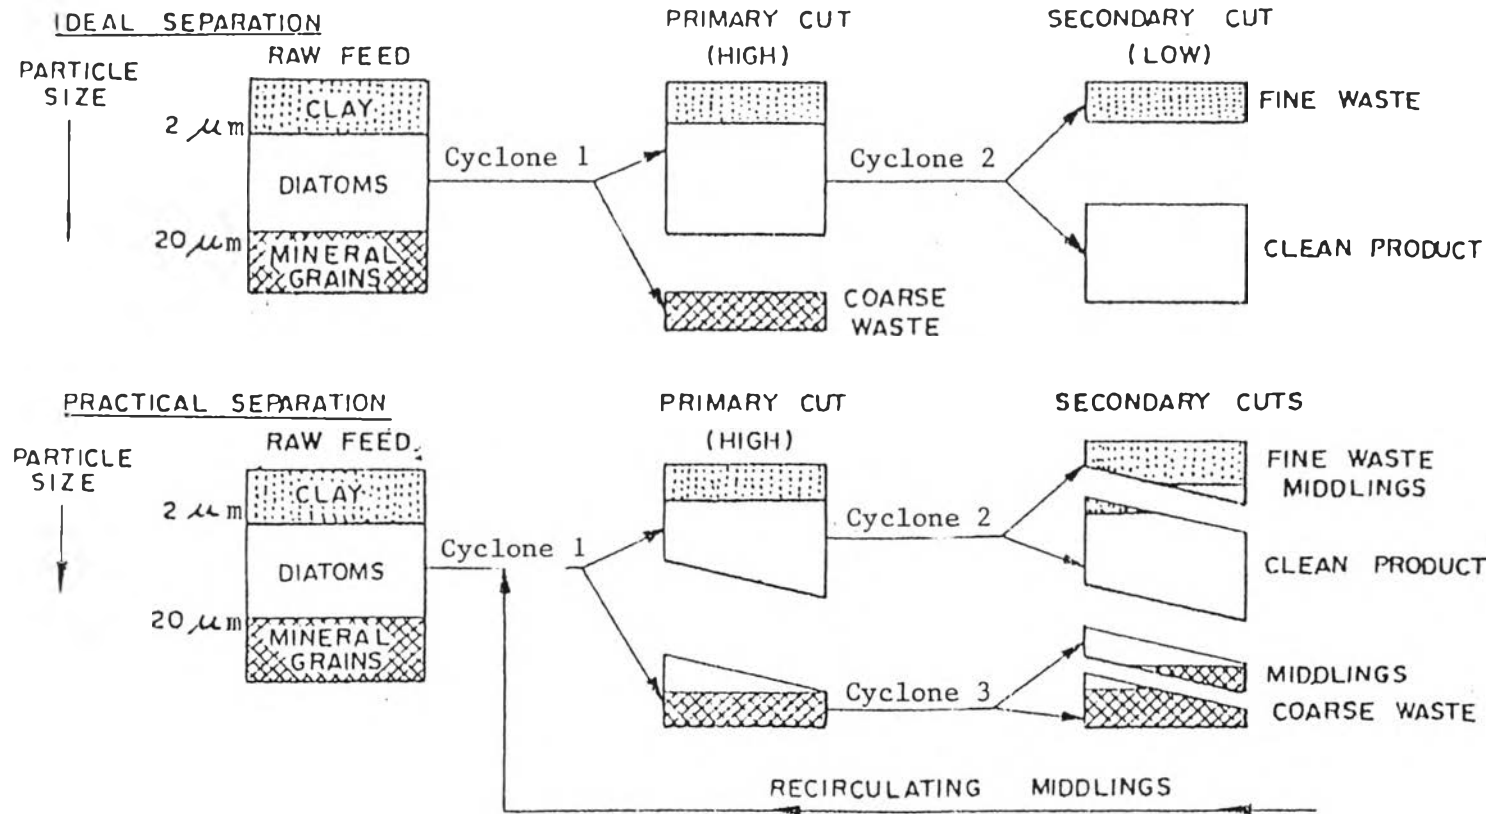 IDEAL SEPARATION
PARTICLE
SIZE
RAW FEED
PRIMARY CUT
(HIGH)
SECONDARY CUT
(LOW)
2 μm
20 μm
CLAY
DIATOMS
MINERAL
GRAINS
Cyclone 1
COARSE
WASTE
Cyclone 2
FINE WASTE
CLEAN PRODUCT
PRACTICAL SEPARATION
PARTICLE
SIZE
RAW FEED
PRIMARY CUT
(HIGH)
SECONDARY CUTS
2 μm
20 μm
CLAY
DIATOMS
MINERAL
GRAINS
Cyclone 1
Cyclone 2
Cyclone 3
FINE WASTE
MIDDLINGS
CLEAN PRODUCT
MIDDLINGS
COARSE WASTE
RECIRCULATING MIDDLINGS